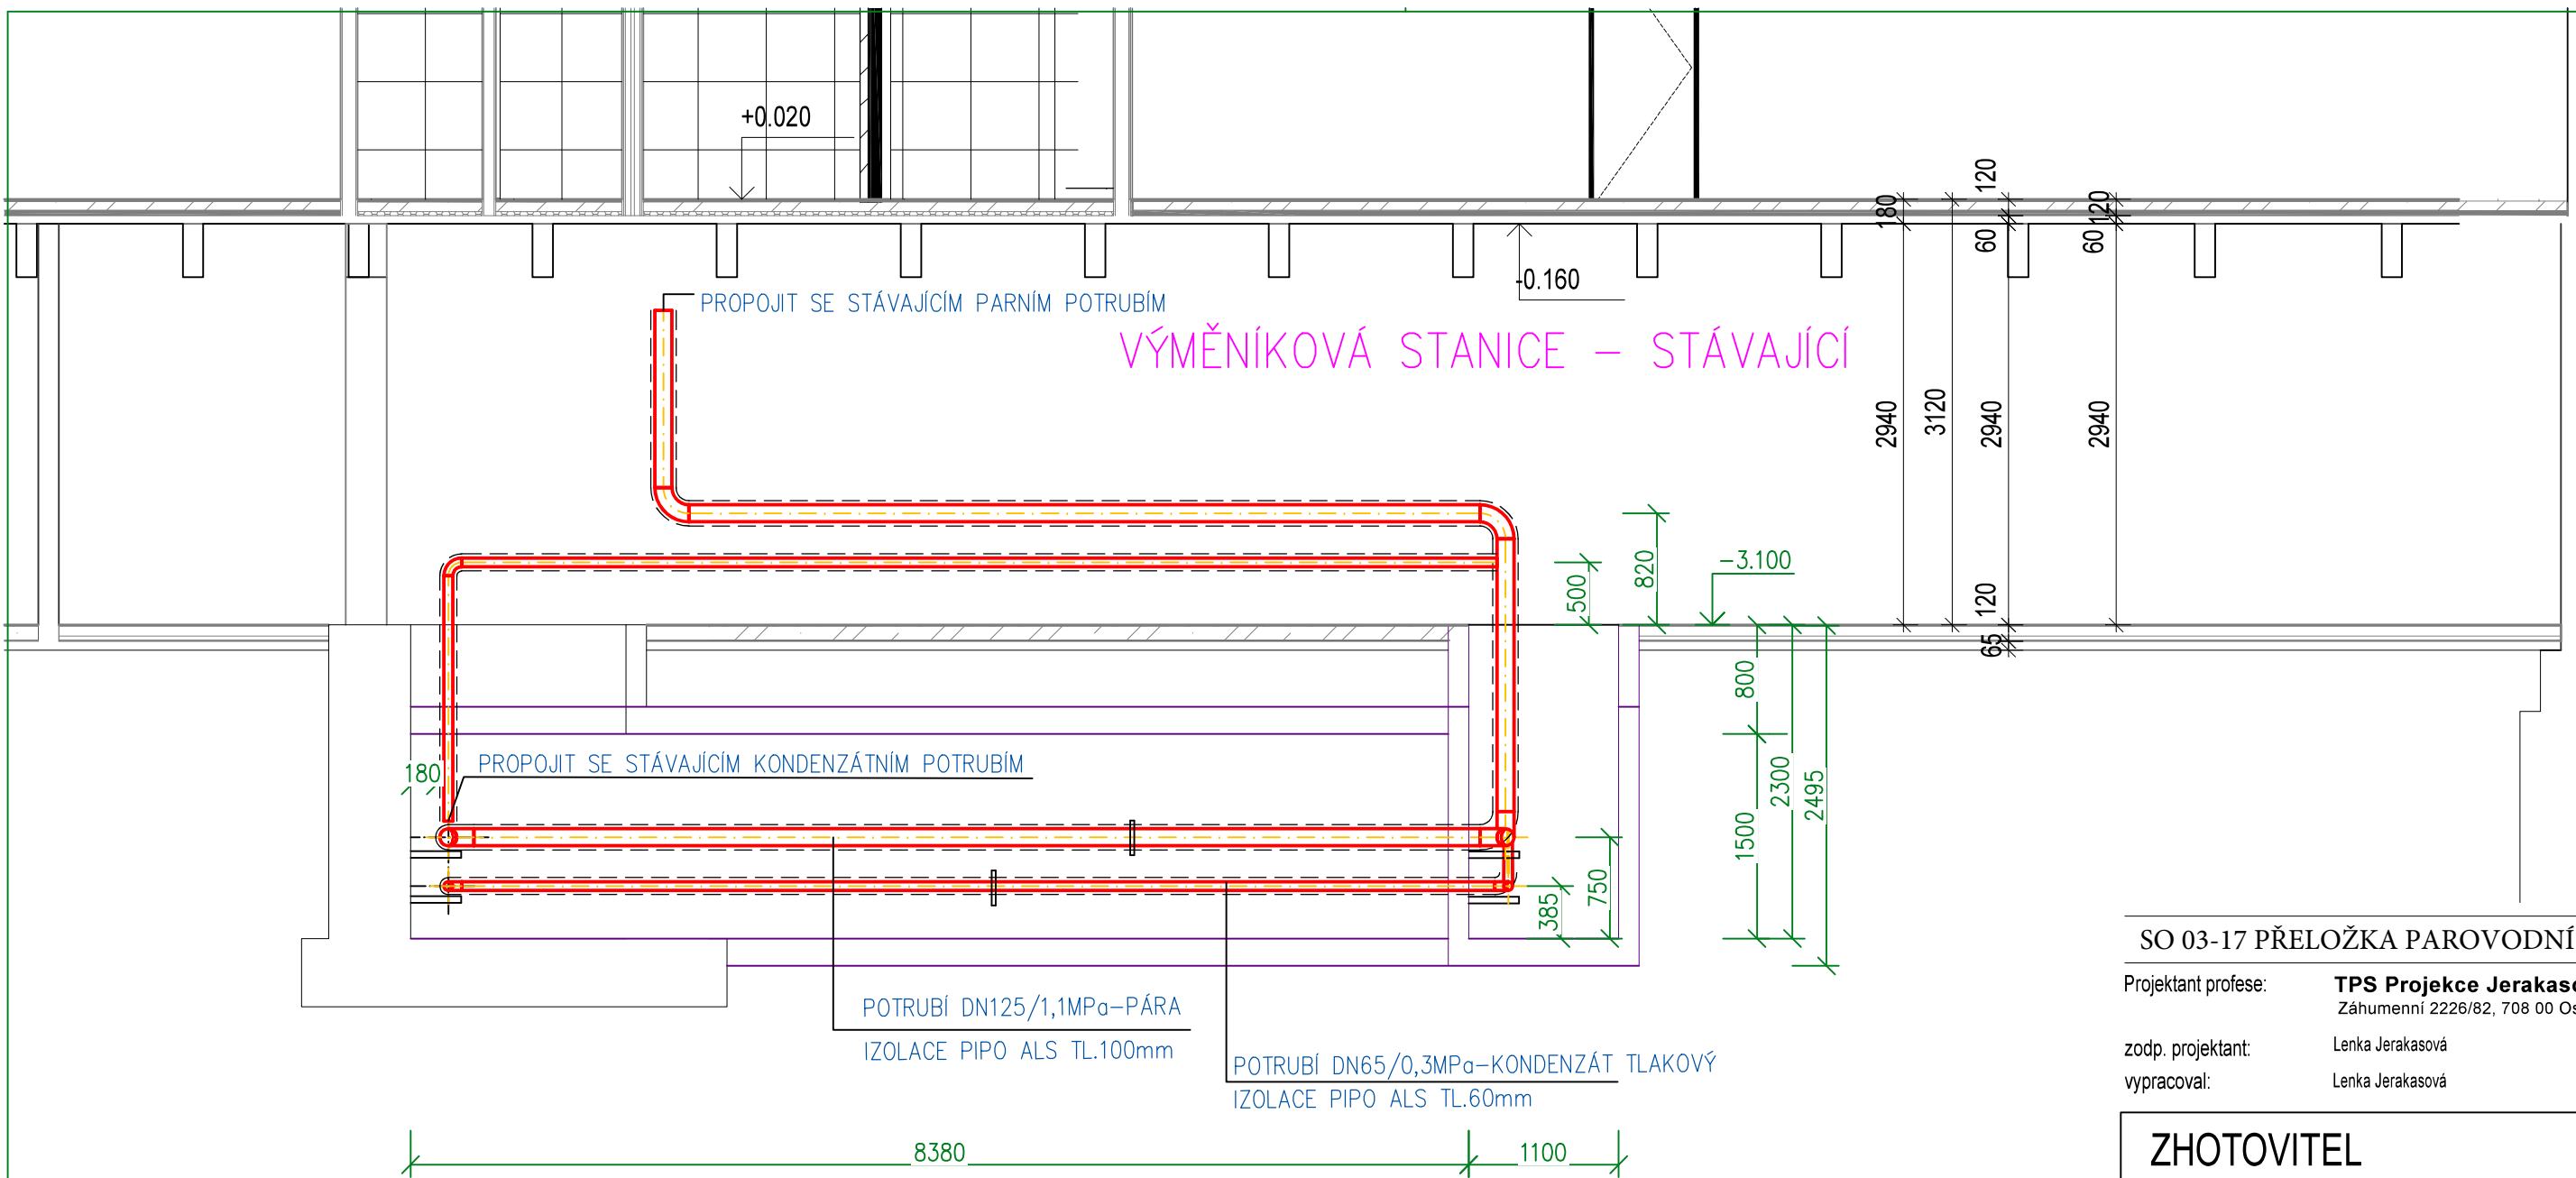 +0.020
120
180
120
60
60
-0.160
PROPOJIT SE STÁVAJÍCÍM PARNÍM POTRUBÍM
VÝMĚNÍKOVÁ STANICE – STÁVAJÍCÍ
2940
3120
2940
2940
820
500
-3.100
120
65
800
PROPOJIT SE STÁVAJÍCÍM KONDENZÁTNÍM POTRUBÍM
180
2300
2495
1500
750
385
SO 03-17 PŘELOŽKA PAROVODNÍ
Projektant profese:
TPS Projekce
Záhumenní 2226/82, 708 00
zodp. projektant:
Lenka Jerakasová
vypracoval:
Lenka Jerakasová
POTRUBÍ DN125/1,1MPa–PÁRA
IZOLACE PIPO ALS TL.100mm
POTRUBÍ DN65/0,3MPa–KONDENZÁT TLAKOVÝ
IZOLACE PIPO ALS TL.60mm
8380
1100
ZHOTOVITEL